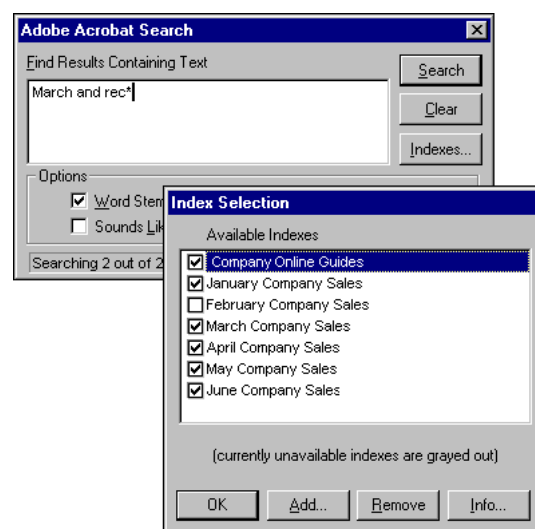 Adobe Acrobat Search
Find Results Containing Text
March and rec*
Search
Clear
Indexes...
Options
Word Stem
Sounds Lik
Searching 2 out of 2
Index Selection
Available Indexes
Company Online Guides
January Company Sales
February Company Sales
March Company Sales
April Company Sales
May Company Sales
June Company Sales
(currently unavailable indexes are grayed out)
OK Add... Remove Info...